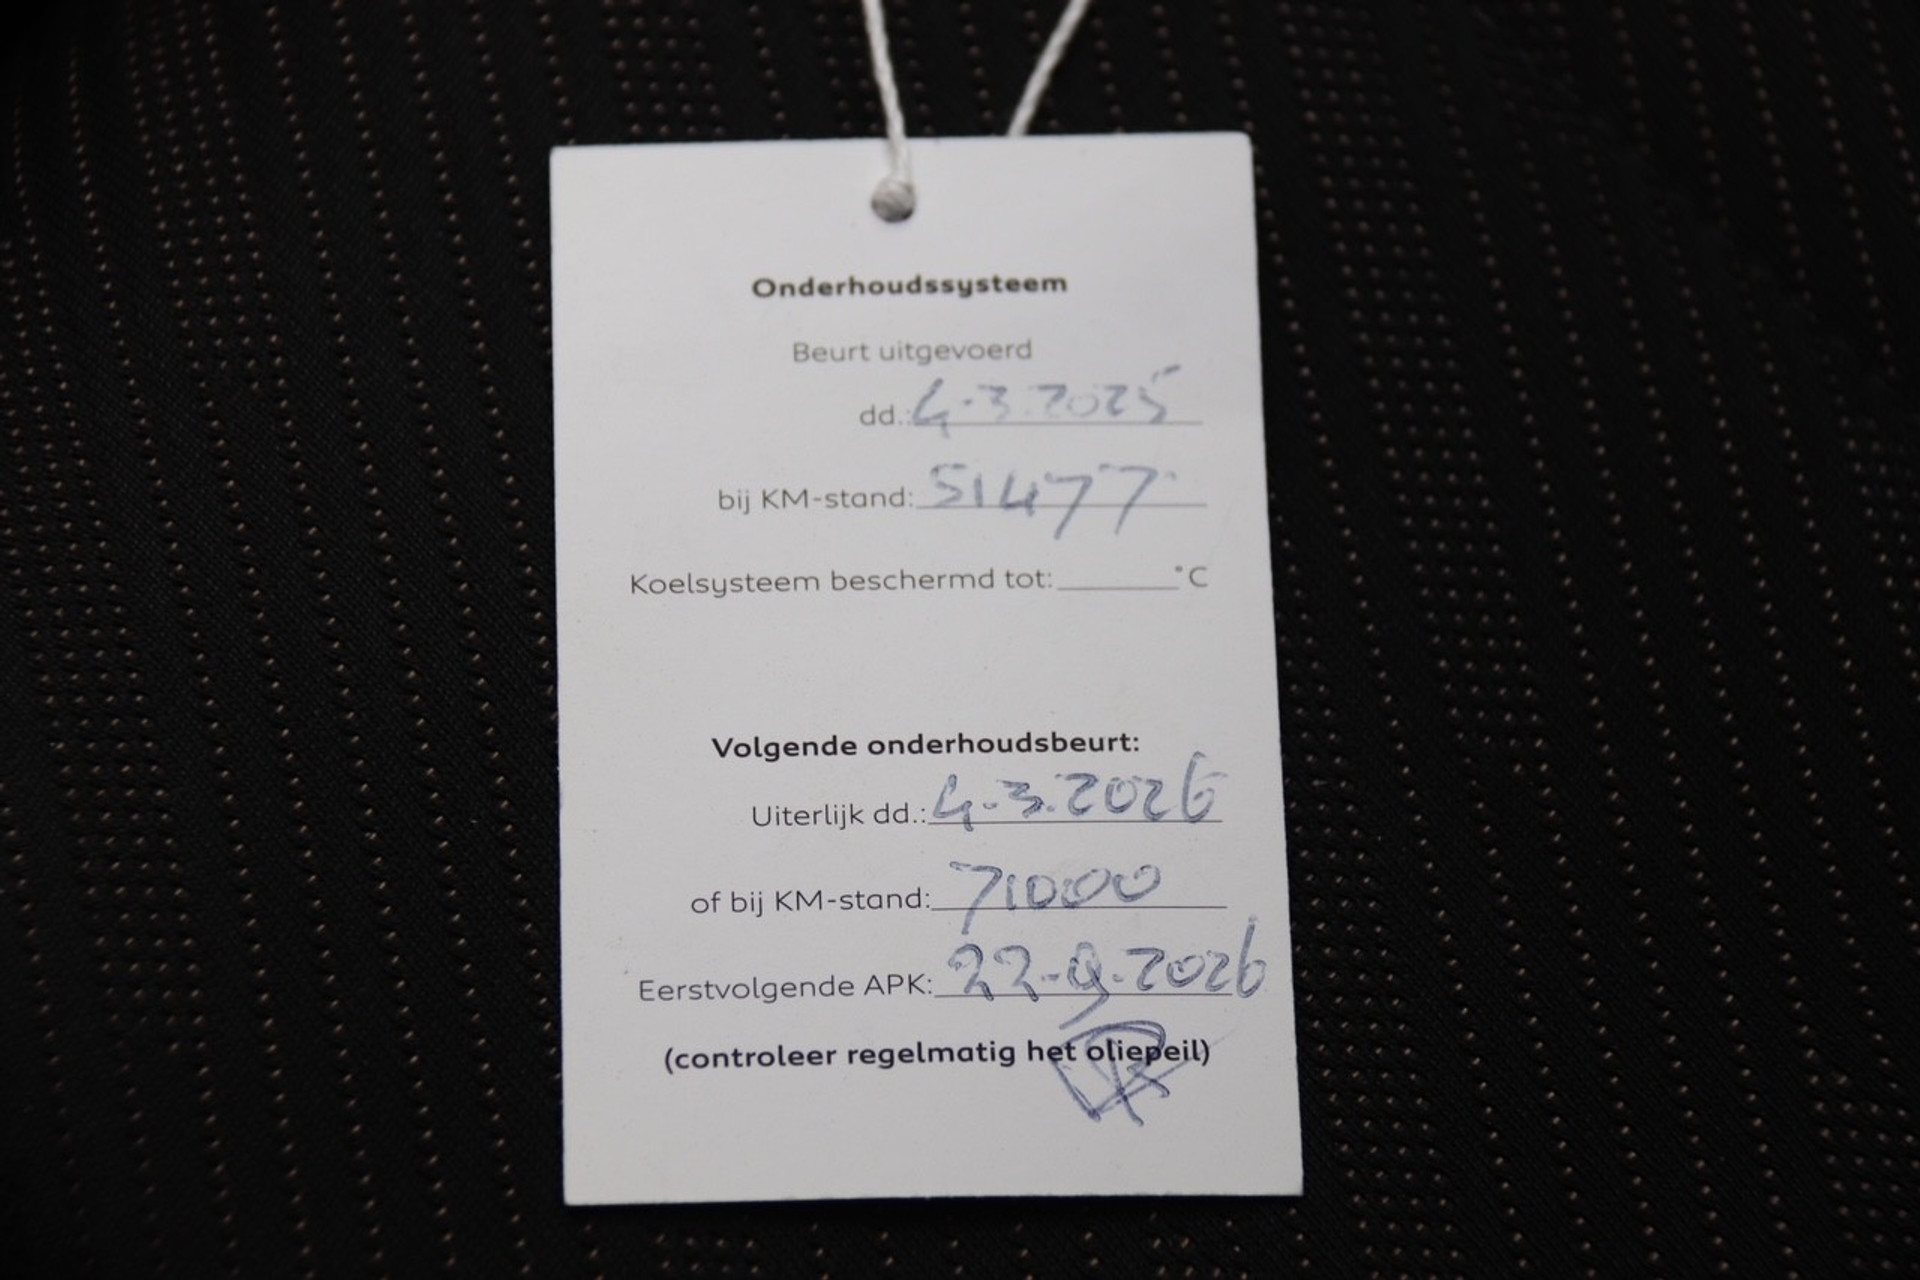 Onderhoudssysteem
Beurt uitgevoerd
dd.: 4-3.2025
bij KM-stand: 51477
Koelsysteem beschermd tot: °C
Volgende onderhoudsbeurt:
Uiterlijk dd.: 4-3.2026
of bij KM-stand: 71000
Eerstvolgende APK: 22-9-2026
(controleer regelmatig het oliepeil)